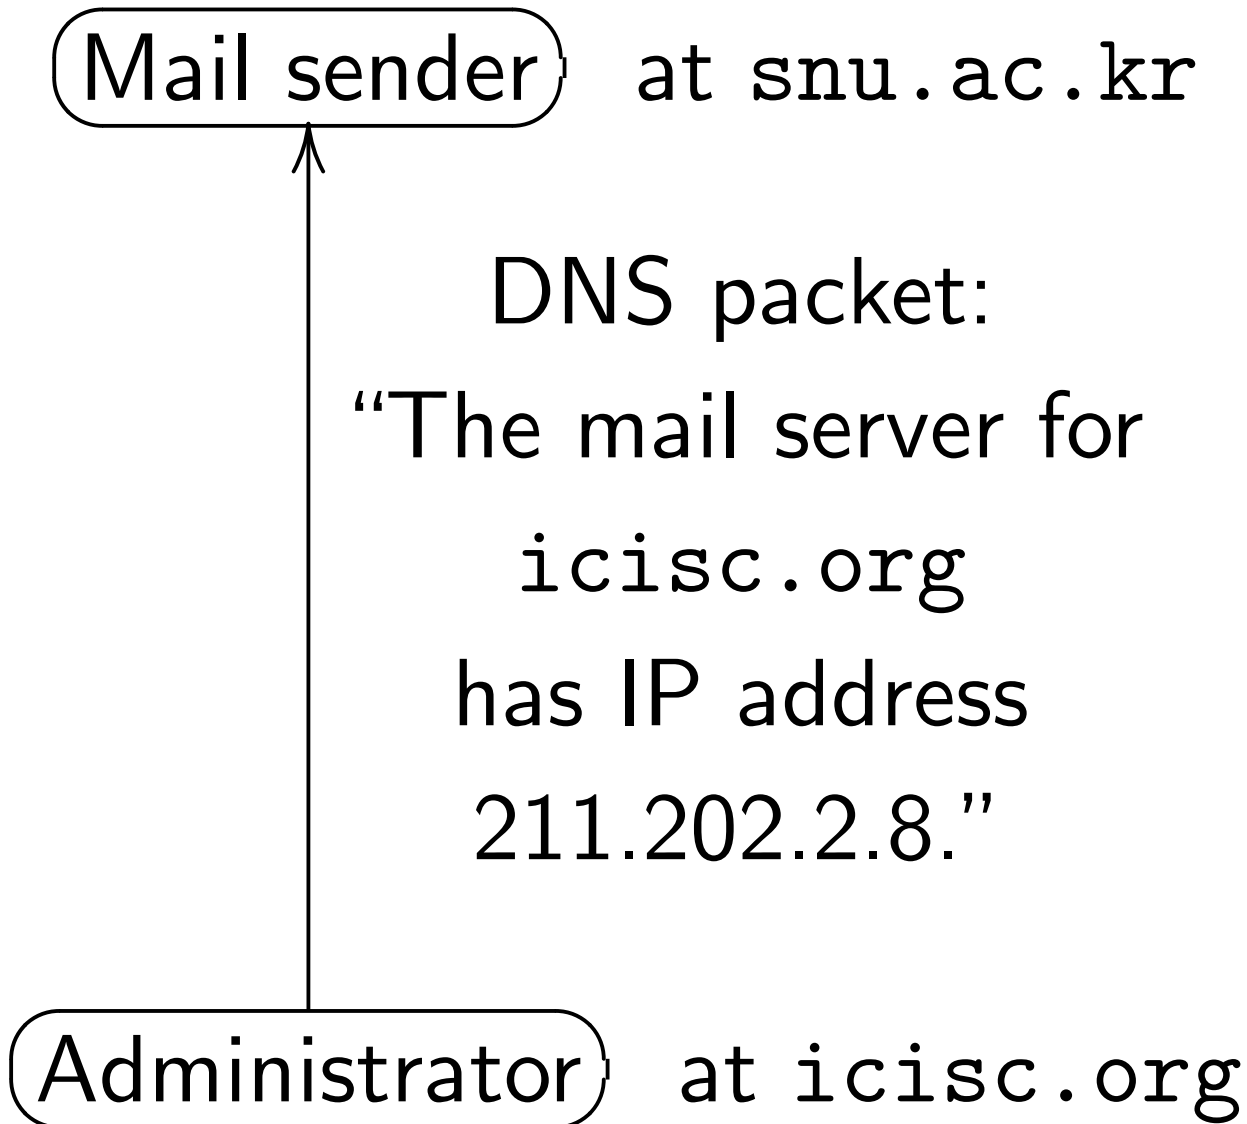 Mail sender at snu.ac.kr
DNS packet:
“The mail server for
icisc.org
has IP address
211.202.2.8.”
Administrator at icisc.org